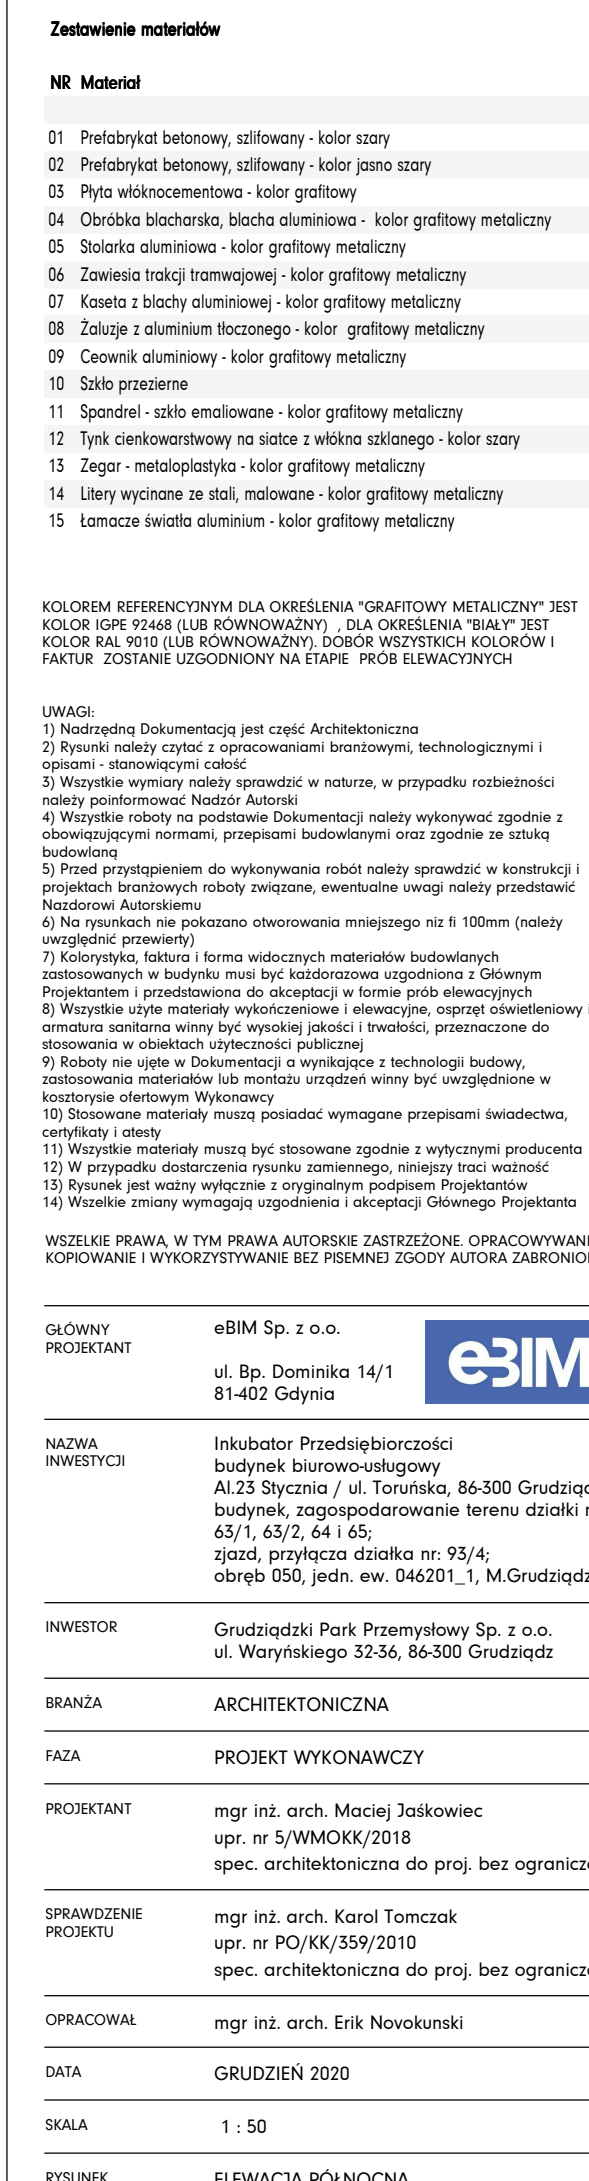 Zestawienie materiałów
NR Materiał
01 Prefabrykat betonowy, szlifowany - kolor szary
02 Prefabrykat betonowy, szlifowany - kolor jasno szary
03 Płyta włóknocementowa - kolor grafitowy
04 Obróbka blacharska, blacha aluminiowa - kolor grafitowy metaliczny
05 Stolarka aluminiowa - kolor grafitowy metaliczny
06 Zawiesia trakcji tramwajowej - kolor grafitowy metaliczny
07 Kaseta z blachy aluminiowej - kolor grafitowy metaliczny
08 Żaluzje z aluminium tłoczonego - kolor grafitowy metaliczny
09 Ceownik aluminiowy - kolor grafitowy metaliczny
10 Szkło przezierne
11 Spandrel - szkło emaliowane - kolor grafitowy metaliczny
12 Tynk cienkowarstwowy na siatce z włókna szklanego - kolor szary
13 Zegar - metaloplastyka - kolor grafitowy metaliczny
14 Litery wycinane ze stali, malowane - kolor grafitowy metaliczny
15 Łamacze światła aluminium - kolor grafitowy metaliczny
KOLOREM REFERENCYJNYM DLA OKREŚLENIA "GRAFITOWY METALICZNY" JEST
KOLOR IGPE 92468 (LUB RÓWNOWAŻNY) , DLA OKREŚLENIA "BIAŁY" JEST
KOLOR RAL 9010 (LUB RÓWNOWAŻNY). DOBÓR WSZYSTKICH KOLORÓW I
FAKTUR ZOSTANIE UZGODNIONY NA ETAPIE PRÓB ELEWACYJNYCH
UWAGI:
1) Nadrzędną Dokumentacją jest część Architektoniczna
2) Rysunki należy czytać z opracowaniami branżowymi, technologicznymi i
opisami - stanowiącymi całość
3) Wszystkie wymiary należy sprawdzić w naturze, w przypadku rozbieżności
należy poinformować Nadzór Autorski
4) Wszystkie roboty na podstawie Dokumentacji należy wykonywać zgodnie z
obowiązującymi normami, przepisami budowlanymi oraz zgodnie ze sztuką
budowlaną
5) Przed przystąpieniem do wykonywania robót należy sprawdzić w konstrukcji i
projektach branżowych roboty związane, ewentualne uwagi należy przedstawić
Nazdorowi Autorskiemu
6) Na rysunkach nie pokazano otworowania mniejszego niz fi 100mm (należy
uwzględnić przewierty)
7) Kolorystyka, faktura i forma widocznych materiałów budowlanych
zastosowanych w budynku musi być każdorazowa uzgodniona z Głównym
Projektantem i przedstawiona do akceptacji w formie prób elewacyjnych
8) Wszystkie użyte materiały wykończeniowe i elewacyjne, osprzęt oświetleniowy i
armatura sanitarna winny być wysokiej jakości i trwałości, przeznaczone do
stosowania w obiektach użyteczności publicznej
9) Roboty nie ujęte w Dokumentacji a wynikające z technologii budowy,
zastosowania materiałów lub montażu urządzeń winny być uwzględnione w
kosztorysie ofertowym Wykonawcy
10) Stosowane materiały muszą posiadać wymagane przepisami świadectwa,
certyfikaty i atesty
11) Wszystkie materiały muszą być stosowane zgodnie z wytycznymi producenta
12) W przypadku dostarczenia rysunku zamiennego, niniejszy traci ważność
13) Rysunek jest ważny wyłącznie z oryginalnym podpisem Projektantów
14) Wszelkie zmiany wymagają uzgodnienia i akceptacji Głównego Projektanta
WSZELKIE PRAWA, W TYM PRAWA AUTORSKIE ZASTRZEŻONE. OPRACOWYWANI
KOPIOWANIE I WYKORZYSTYWANIE BEZ PISEMNEJ ZGODY AUTORA ZABRONIO
GŁÓWNY PROJEKTANT
eBIM Sp. z o.o.
ul. Bp. Dominika 14/1
81-402 Gdynia
eBIM
NAZWA INWESTYCJI
Inkubator Przedsiębiorczości
budynek biurowo-usługowy
Al.23 Stycznia / ul. Toruńska, 86-300 Grudziąd
budynek, zagospodarowanie terenu działki n
63/1, 63/2, 64 i 65;
zjazd, przyłącza działka nr: 93/4;
obręb 050, jedn. ew. 046201_1, M.Grudziądz
INWESTOR
Grudziądzki Park Przemysłowy Sp. z o.o.
ul. Waryńskiego 32-36, 86-300 Grudziądz
BRANŻA ARCHITEKTONICZNA
FAZA PROJEKT WYKONAWCZY
PROJEKTANT
mgr inż. arch. Maciej Jaśkowiec
upr. nr 5/WMOKK/2018
spec. architektoniczna do proj. bez ogranicze
SPRAWDZENIE PROJEKTU
mgr inż. arch. Karol Tomczak
upr. nr PO/KK/359/2010
spec. architektoniczna do proj. bez ogranicze
OPRACOWAŁ mgr inż. arch. Erik Novokunski
DATA GRUDZIEŃ 2020
SKALA 1 : 50
RYSUNEK ELEWACJA PÓŁNOCNA